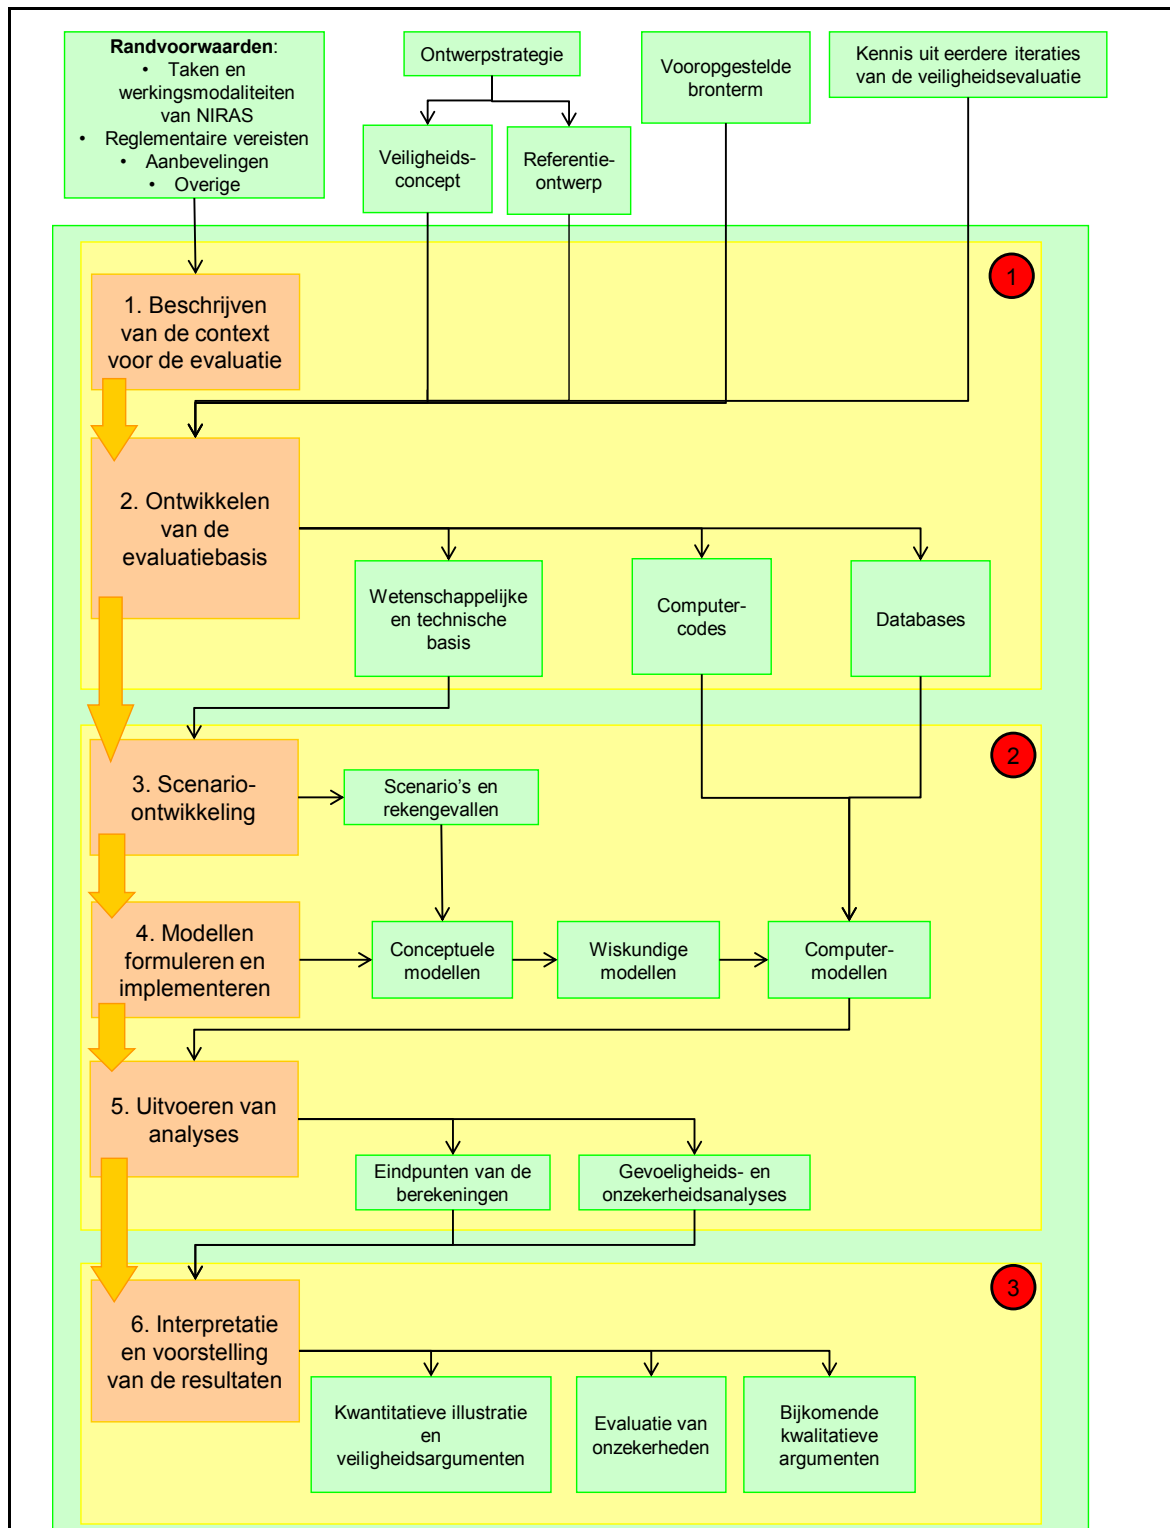 Randvoorwaarden:
• Taken en
werkingsmodaliteiten
van NIRAS
• Reglementaire vereisten
• Aanbevelingen
• Overige
Ontwerpstrategie
Vooropgestelde
bronterm
Kennis uit eerdere iteraties
van de veiligheidsevaluatie
Veiligheids-
concept
Referentie-
ontwerp
1
1. Beschrijven
van de context
voor de evaluatie
2. Ontwikkelen
van de
evaluatiebasis
Wetenschappelijke
en technische
basis
Computer-
codes
Databases
2
3. Scenario-
ontwikkeling
Scenario's en
rekengevallen
4. Modellen
formuleren en
implementeren
Conceptuele
modellen
Wiskundige
modellen
Computer-
modellen
5. Uitvoeren van
analyses
Eindpunten van de
berekeningen
Gevoeligheids- en
onzekerheidsanalyses
3
6. Interpretatie
en voorstelling
van de resultaten
Kwantitatieve illustratie
en
veiligheidsargumenten
Evaluatie van
onzekerheden
Bijkomende
kwalitatieve
argumenten